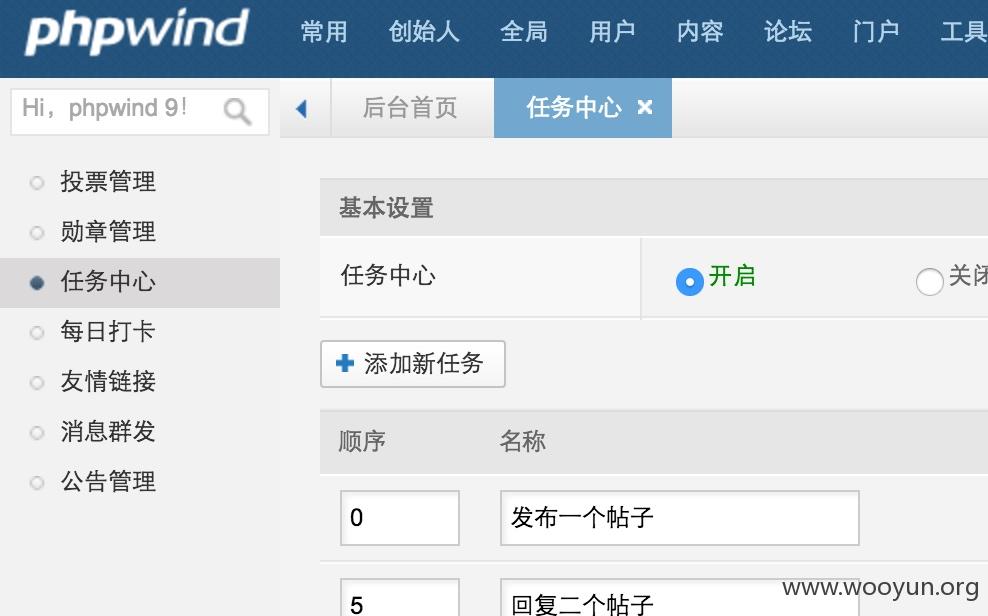 phpwind 常用 创始人 全局 用户 内容 论坛 门户 工具
Hi，phpwind 9! 后台首页 任务中心
投票管理
勋章管理
任务中心
每日打卡
友情链接
消息群发
公告管理
基本设置
任务中心 开启 关闭
添加新任务
顺序 名称
0 发布一个帖子
5 回复二个帖子
www.wooyun.org